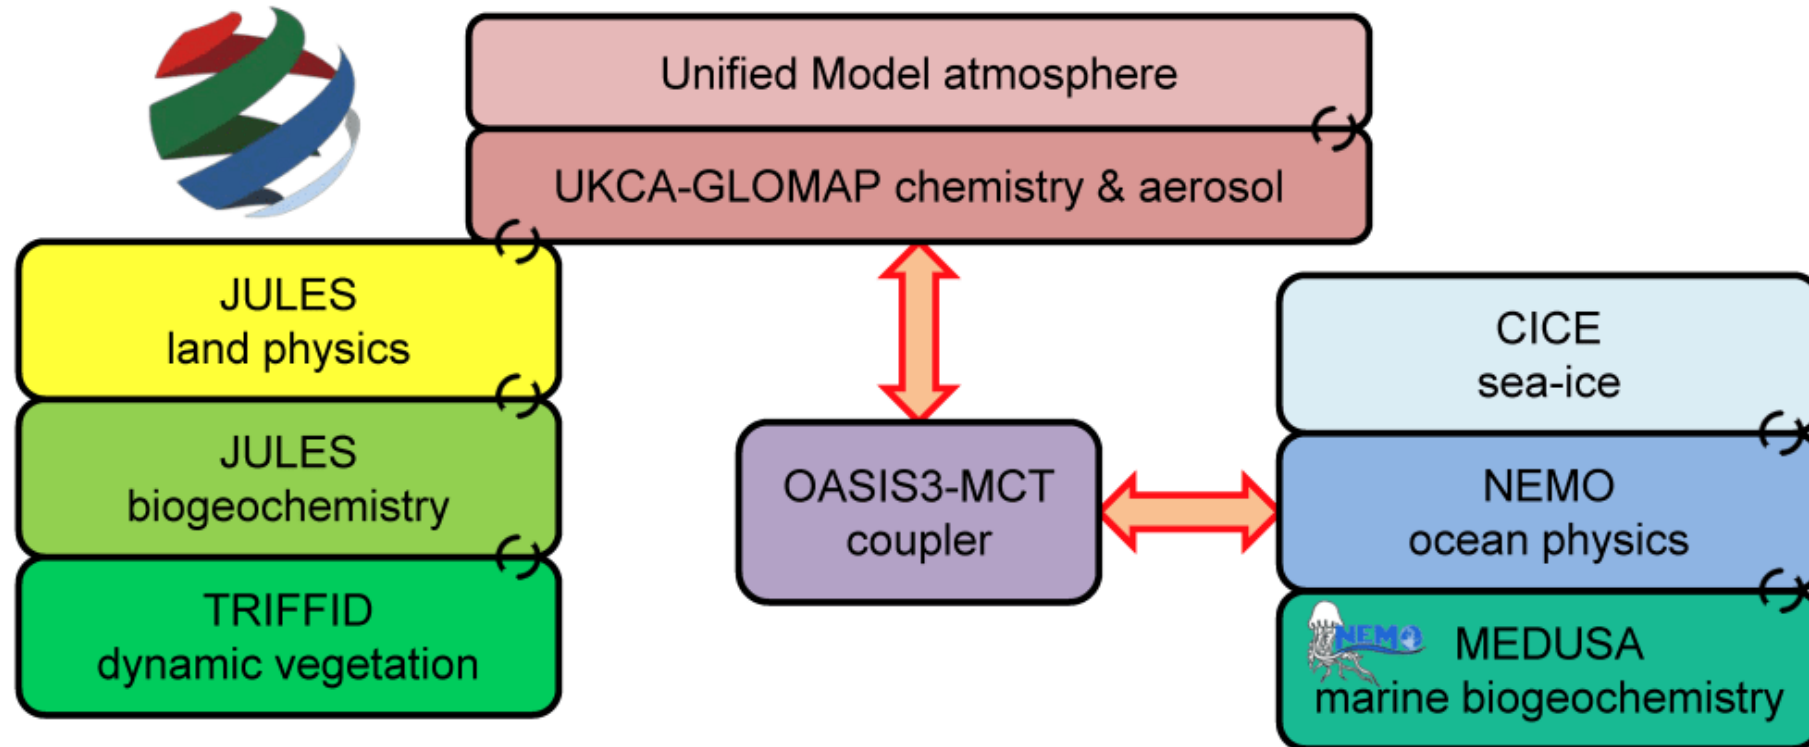 Unified Model atmosphere
UKCA-GLOMAP chemistry & aerosol
JULES
land physics
JULES
biogeochemistry
TRIFFID
dynamic vegetation
OASIS3-MCT
coupler
CICE
sea-ice
NEMO
ocean physics
NEMO
MEDUSA
marine biogeochemistry